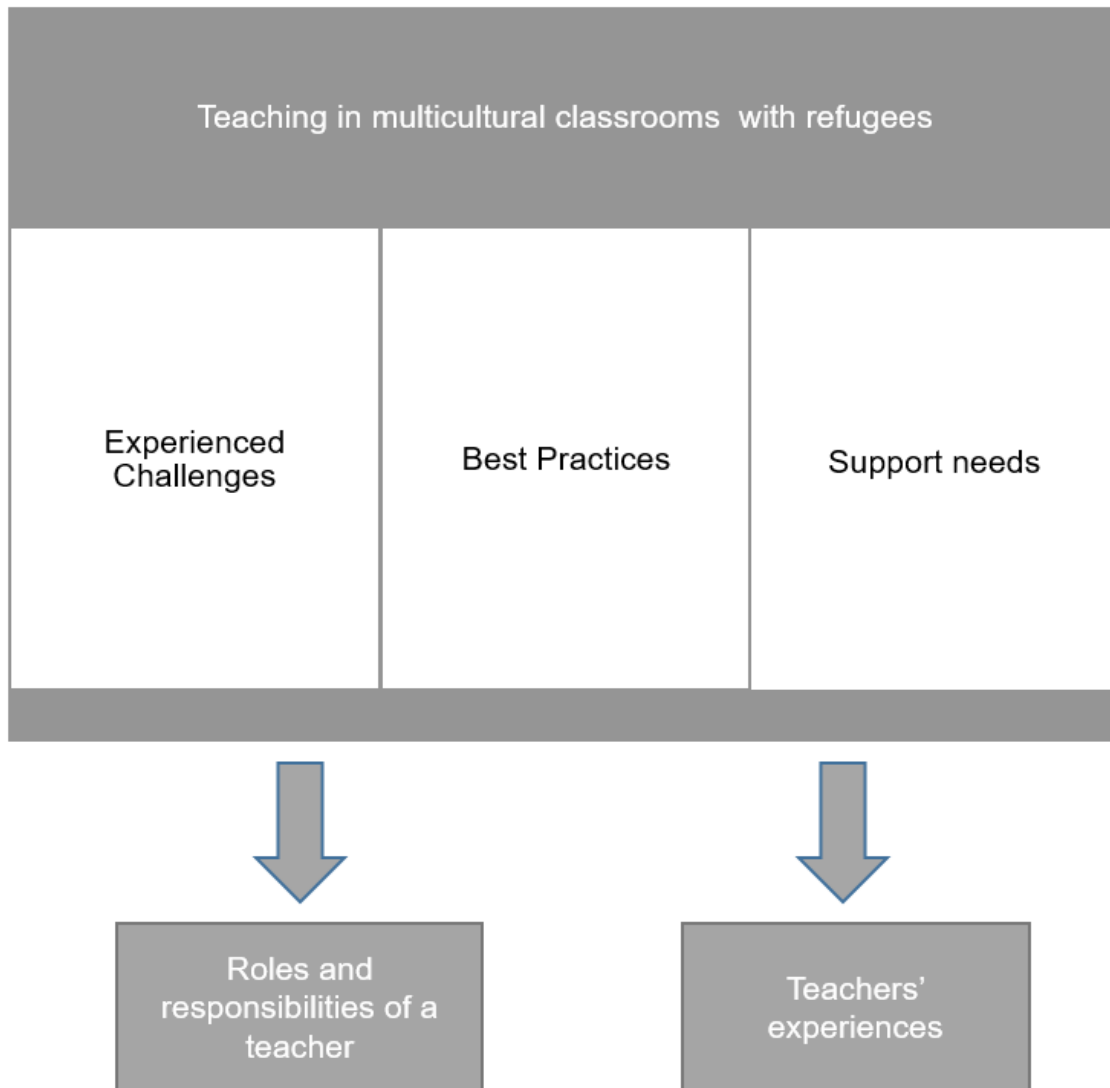 Teaching in multicultural classrooms  with refugees
Experienced
Challenges
Best Practices
Support needs
Roles and
responsibilities of a
teacher
Teachers’
experiences